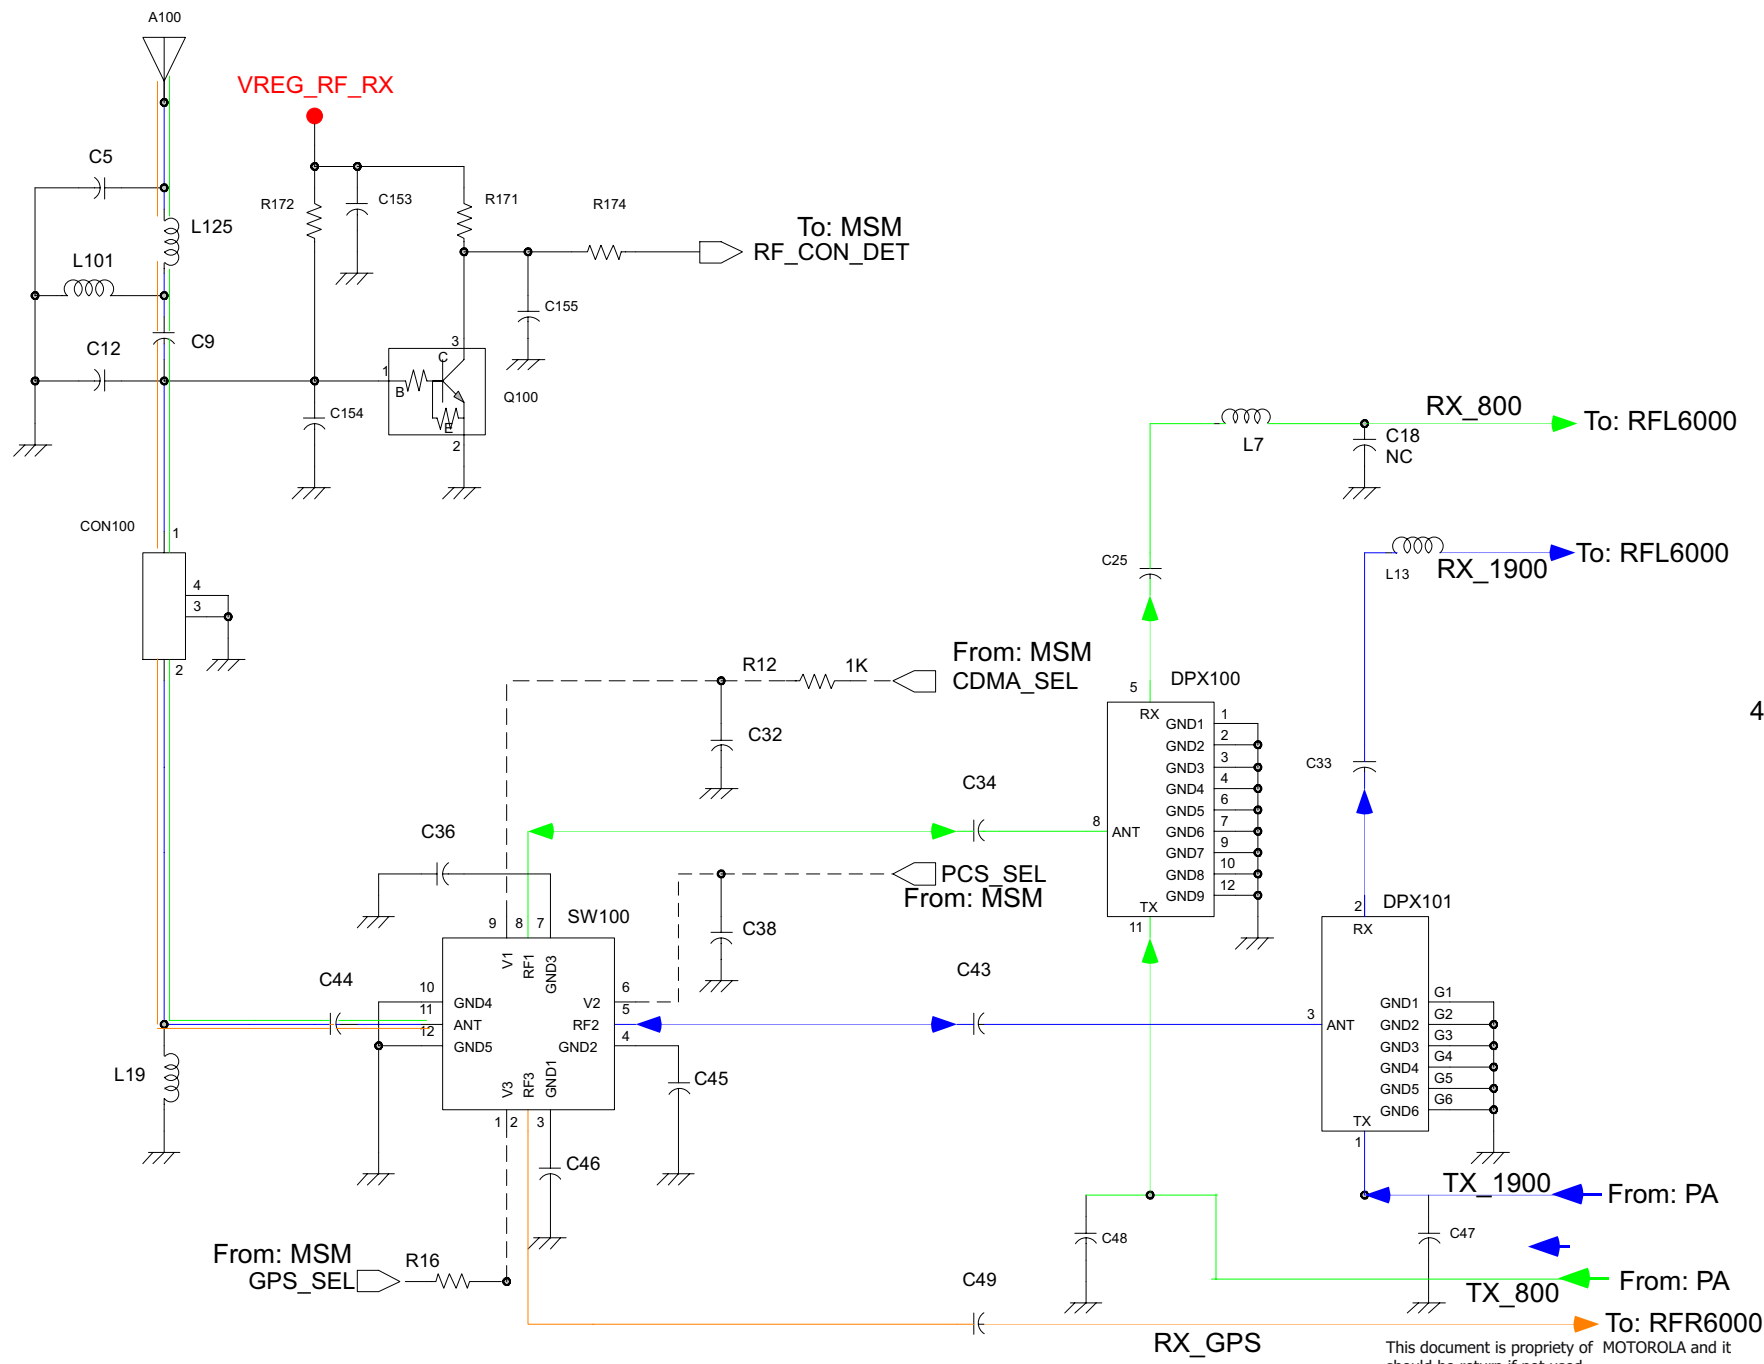 A100
VREG_RF_RX
C5
R172
C153
R171
R174
To: MSM
RF_CON_DET
L125
L101
C155
C9
C12
3
C
1
B
E
2
Q100
C154
RX_800
To: RFL6000
L7
C18
NC
CON100
1
4
3
2
C25
L13
RX_1900
To: RFL6000
R12
1K
From: MSM
CDMA_SEL
DPX100
5
RX
GND1
1
GND2
2
GND3
3
GND4
4
GND5
6
GND6
7
GND7
9
GND8
10
GND9
12
8
ANT
TX
11
4
C32
C33
C34
C36
PCS_SEL
From: MSM
SW100
C38
DPX101
2
RX
GND1
G1
GND2
G2
GND3
G3
GND4
G4
GND5
G5
GND6
G6
3
ANT
TX
1
9
8
7
V1
RF1
GND3
C44
10
GND4
11
ANT
12
GND5
V2
6
RF2
5
GND2
4
V3
RF3
GND1
1
2
3
C43
C45
L19
C46
TX_1900
From: PA
C48
C47
From: MSM
GPS_SEL
R16
C49
From: PA
TX_800
To: RFR6000
RX_GPS
This document is propriety of MOTOROLA and it
should be return if not used